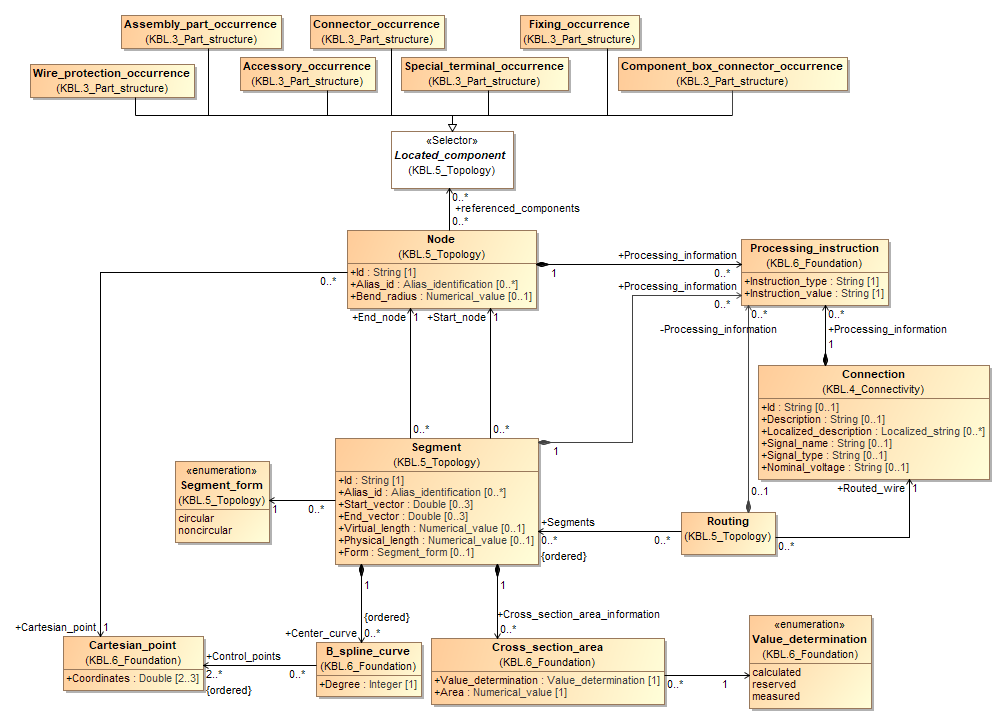 Assembly_part_occurrence
(KBL.3_Part_structure)
Connector_occurrence
(KBL.3_Part_structure)
Fixing_occurrence
(KBL.3_Part_structure)
Wire_protection_occurrence
(KBL.3_Part_structure)
Accessory_occurrence
(KBL.3_Part_structure)
Special_terminal_occurrence
(KBL.3_Part_structure)
Component_box_connector_occurrence
(KBL.3_Part_structure)
«Selector»
Located_component
(KBL.5_Topology)
0..*
+referenced_components
0..*
Node
(KBL.5_Topology)
+Id : String [1]
+Alias_id : Alias_identification [0..*]
+Bend_radius : Numerical_value [0..1]
0..*
1
+Processing_information
0..*
+Processing_information
0..*
Processing_instruction
(KBL.6_Foundation)
+Instruction_type : String [1]
+Instruction_value : String [1]
+End_node
1
+Start_node
1
0..*
-Processing_information
0..*
+Processing_information
1
Connection
(KBL.4_Connectivity)
+Id : String [0..1]
+Description : String [0..1]
+Localized_description : Localized_string [0..*]
+Signal_name : String [0..1]
+Signal_type : String [0..1]
+Nominal_voltage : String [0..1]
0..*
0..*
Segment
(KBL.5_Topology)
+Id : String [1]
+Alias_id : Alias_identification [0..*]
+Start_vector : Double [0..3]
+End_vector : Double [0..3]
+Virtual_length : Numerical_value [0..1]
+Physical_length : Numerical_value [0..1]
+Form : Segment_form [0..1]
1
«enumeration»
Segment_form
(KBL.5_Topology)
circular
noncircular
1
0..*
+Routed_wire
1
0..1
Routing
(KBL.5_Topology)
+Segments
0..*
{ordered}
0..*
0..*
1
1
{ordered}
+Center_curve
0..*
+Cross_section_area_information
0..*
+Cartesian_point
1
Cartesian_point
(KBL.6_Foundation)
+Coordinates : Double [2..3]
+Control_points
2..*
{ordered}
0..*
B_spline_curve
(KBL.6_Foundation)
+Degree : Integer [1]
Cross_section_area
(KBL.6_Foundation)
+Value_determination : Value_determination [1]
+Area : Numerical_value [1]
0..*
1
«enumeration»
Value_determination
(KBL.6_Foundation)
calculated
reserved
measured